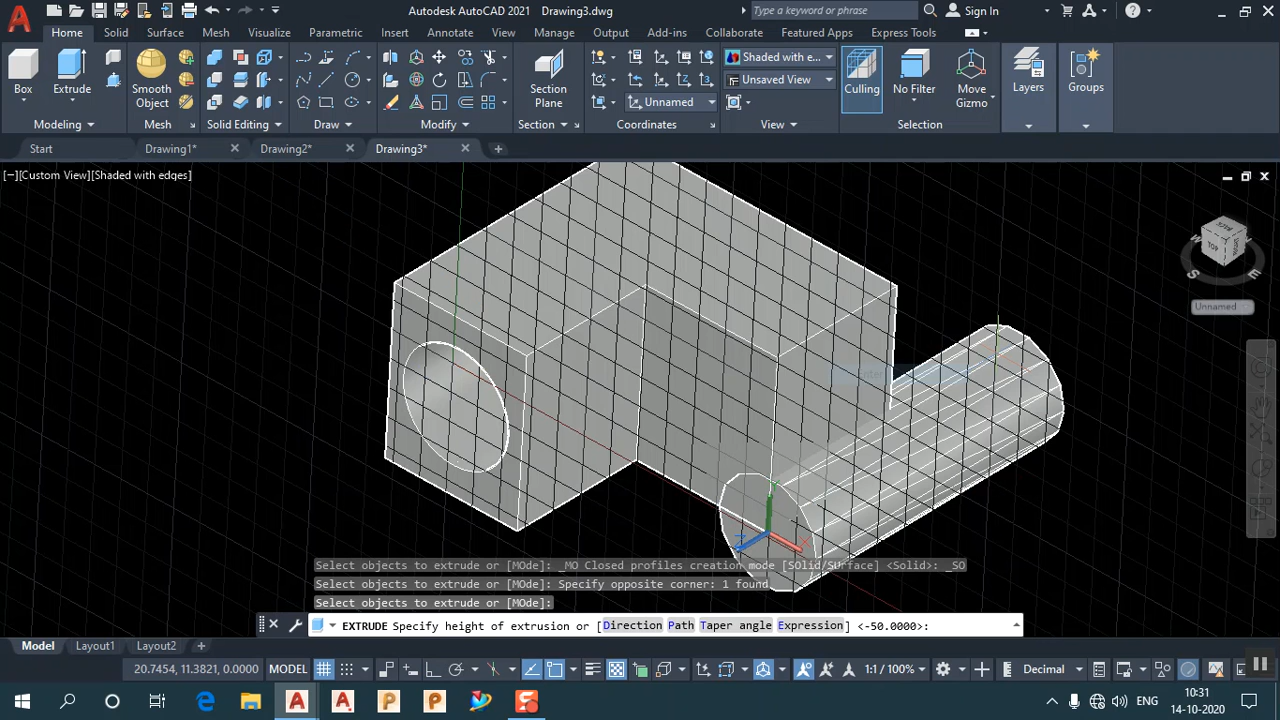 Autodesk AutoCAD 2021 Drawing3.dwg
Type a keyword or phrase
Sign In
Home Solid Surface Mesh Visualize Parametric Insert Annotate View Manage Output Add-ins Collaborate Featured Apps Express Tools
Box
Extrude
Smooth Object
Section Plane
Shaded with e...
Unsaved View
Unnamed
Culling
No Filter
Move Gizmo
Layers
Groups
Modeling Mesh Solid Editing Draw Modify Section Coordinates View Selection
Start Drawing1* Drawing2* Drawing3*
[−][Custom View][Shaded with edges]
TOP
W
S
E
Unnamed
Enter
Select objects to extrude or [MOde]: _MO Closed profiles creation mode [SOlid/SUrface] <Solid>: _SO
Select objects to extrude or [MOde]: Specify opposite corner: 1 found
Select objects to extrude or [MOde]:
EXTRUDE Specify height of extrusion or [Direction Path Taper angle Expression] <-50.0000>:
Model Layout1 Layout2
20.7454, 11.3821, 0.0000 MODEL 1:1 / 100% Decimal
ENG
10:31
14-10-2020